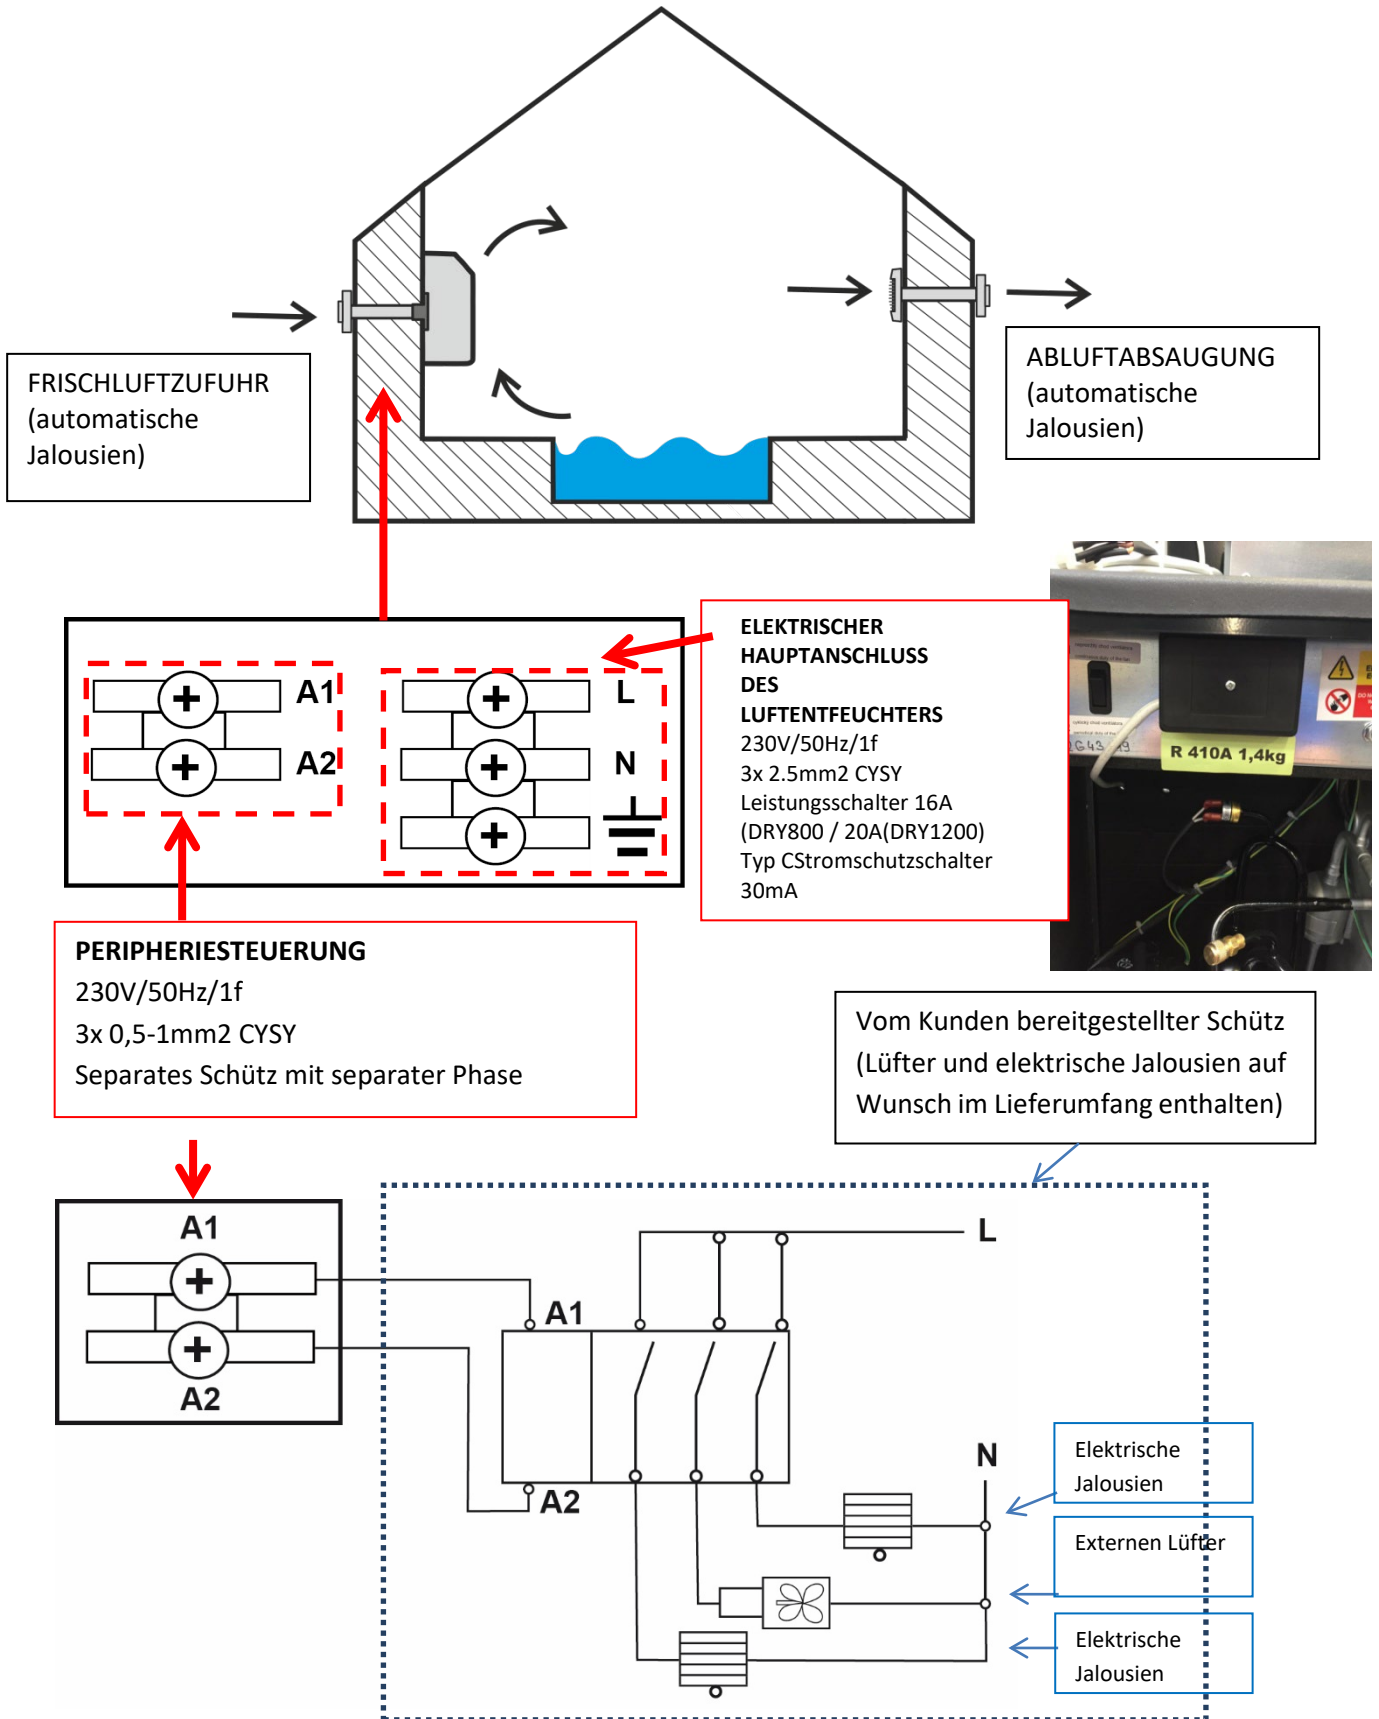 FRISCHLUFTZUFUHR
(automatische
Jalousien)
ABLUFTABSAUGUNG
(automatische
Jalousien)
A1
A2
L
N
ELEKTRISCHER
HAUPTANSCHLUSS
DES
LUFTENTFEUCHTERS
230V/50Hz/1f
3x 2.5mm2 CYSY
Leistungsschalter 16A
(DRY800 / 20A(DRY1200)
Typ CStromschutzschalter
30mA
R 410A 1,4kg
PERIPHERIESTEUERUNG
230V/50Hz/1f
3x 0,5-1mm2 CYSY
Separates Schütz mit separater Phase
Vom Kunden bereitgestellter Schütz
(Lüfter und elektrische Jalousien auf
Wunsch im Lieferumfang enthalten)
A1
A2
A1
A2
L
N
Elektrische
Jalousien
Externen Lüfter
Elektrische
Jalousien